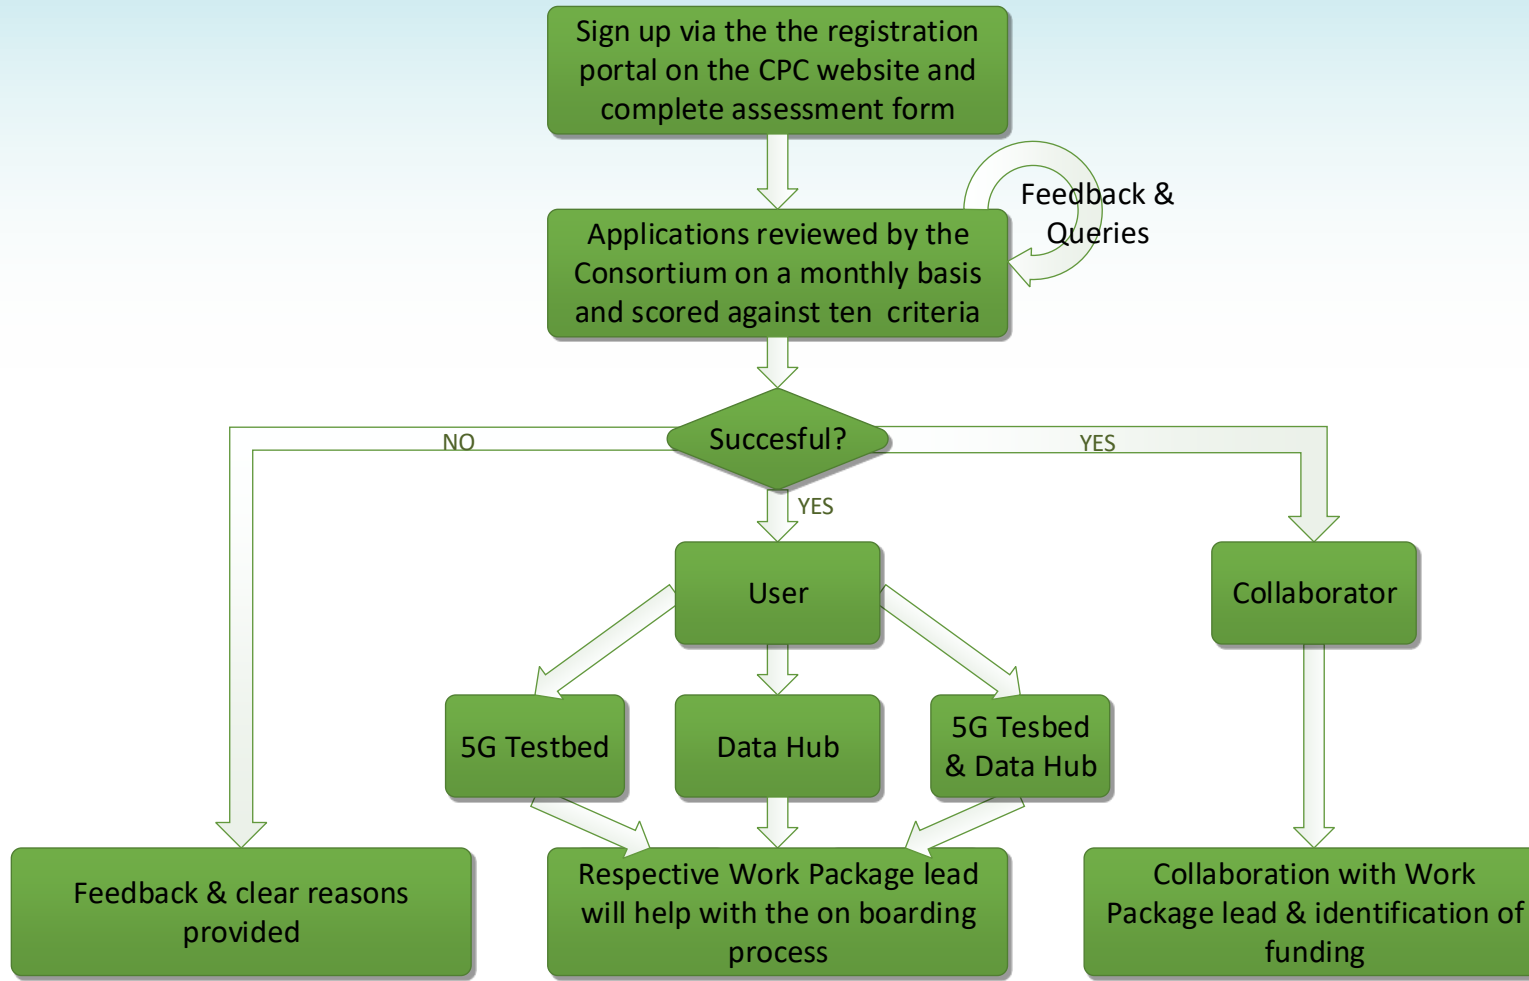 Sign up via the the registration
portal on the CPC website and
complete assessment form
Feedback &
Queries
Applications reviewed by the
Consortium on a monthly basis
and scored against ten criteria
Succesful?
NO
YES
YES
User
Collaborator
5G Testbed
Data Hub
5G Tesbed
& Data Hub
Feedback & clear reasons
provided
Respective Work Package lead
will help with the on boarding
process
Collaboration with Work
Package lead & identification of
funding